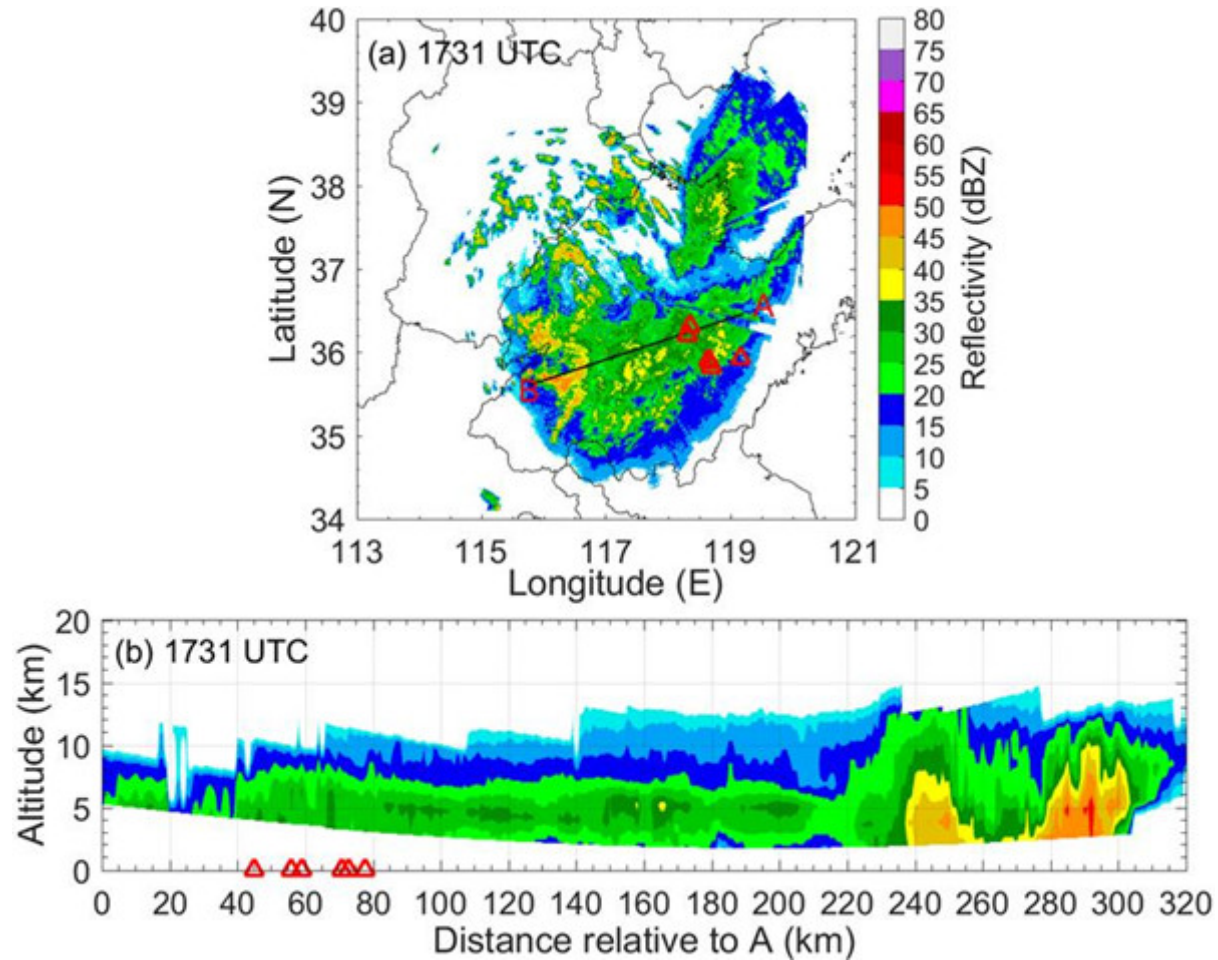 (a) 1731 UTC
40
39
38
37
36
35
34
Latitude (N)
113 115 117 119 121
Longitude (E)
A
B
80
75
70
65
60
55
50
45
40
35
30
20
15
10
5
0
Reflectivity (dBZ)
(b) 1731 UTC
20
15
10
5
0
Altitude (km)
0 20 40 60 80 100 120 140 160 180 200 220 240 260 280 300 320
Distance relative to A (km)